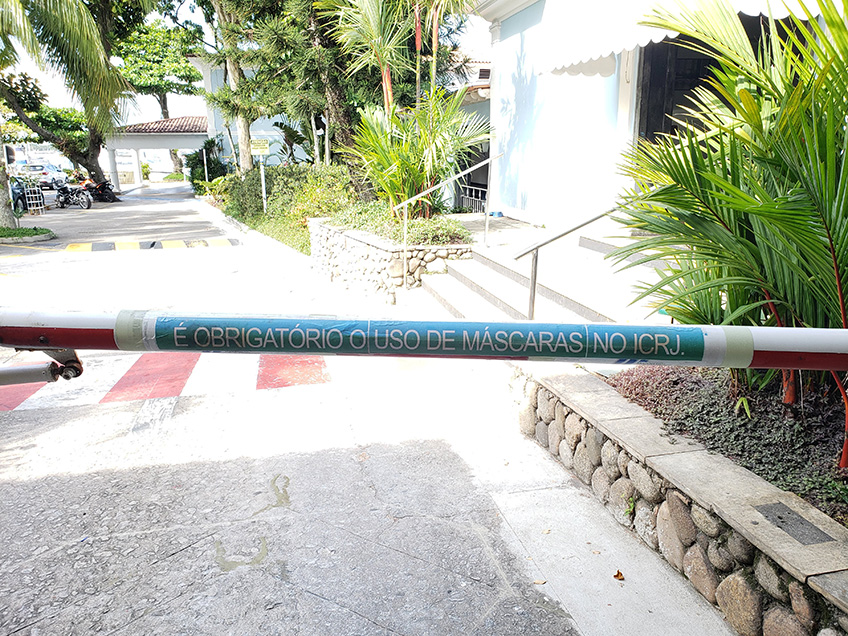 É OBRIGATÓRIO O USO DE MÁSCARAS NO ICRJ.